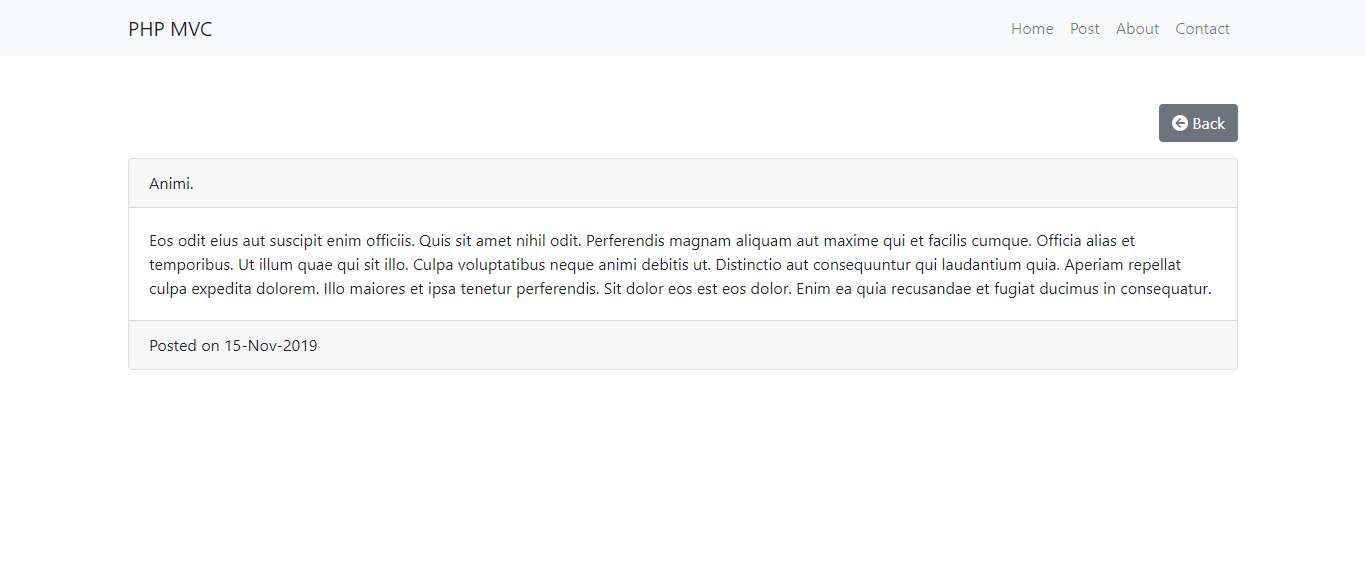 PHP MVC
Home Post About Contact
Back
Animi.
Eos odit eius aut suscipit enim officiis. Quis sit amet nihil odit. Perferendis magnam aliquam aut maxime qui et facilis cumque. Officia alias et
temporibus. Ut illum quae qui sit illo. Culpa voluptatibus neque animi debitis ut. Distinctio aut consequuntur qui laudantium quia. Aperiam repellat
culpa expedita dolorem. Illo maiores et ipsa tenetur perferendis. Sit dolor eos est eos dolor. Enim ea quia recusandae et fugiat ducimus in consequatur.
Posted on 15-Nov-2019